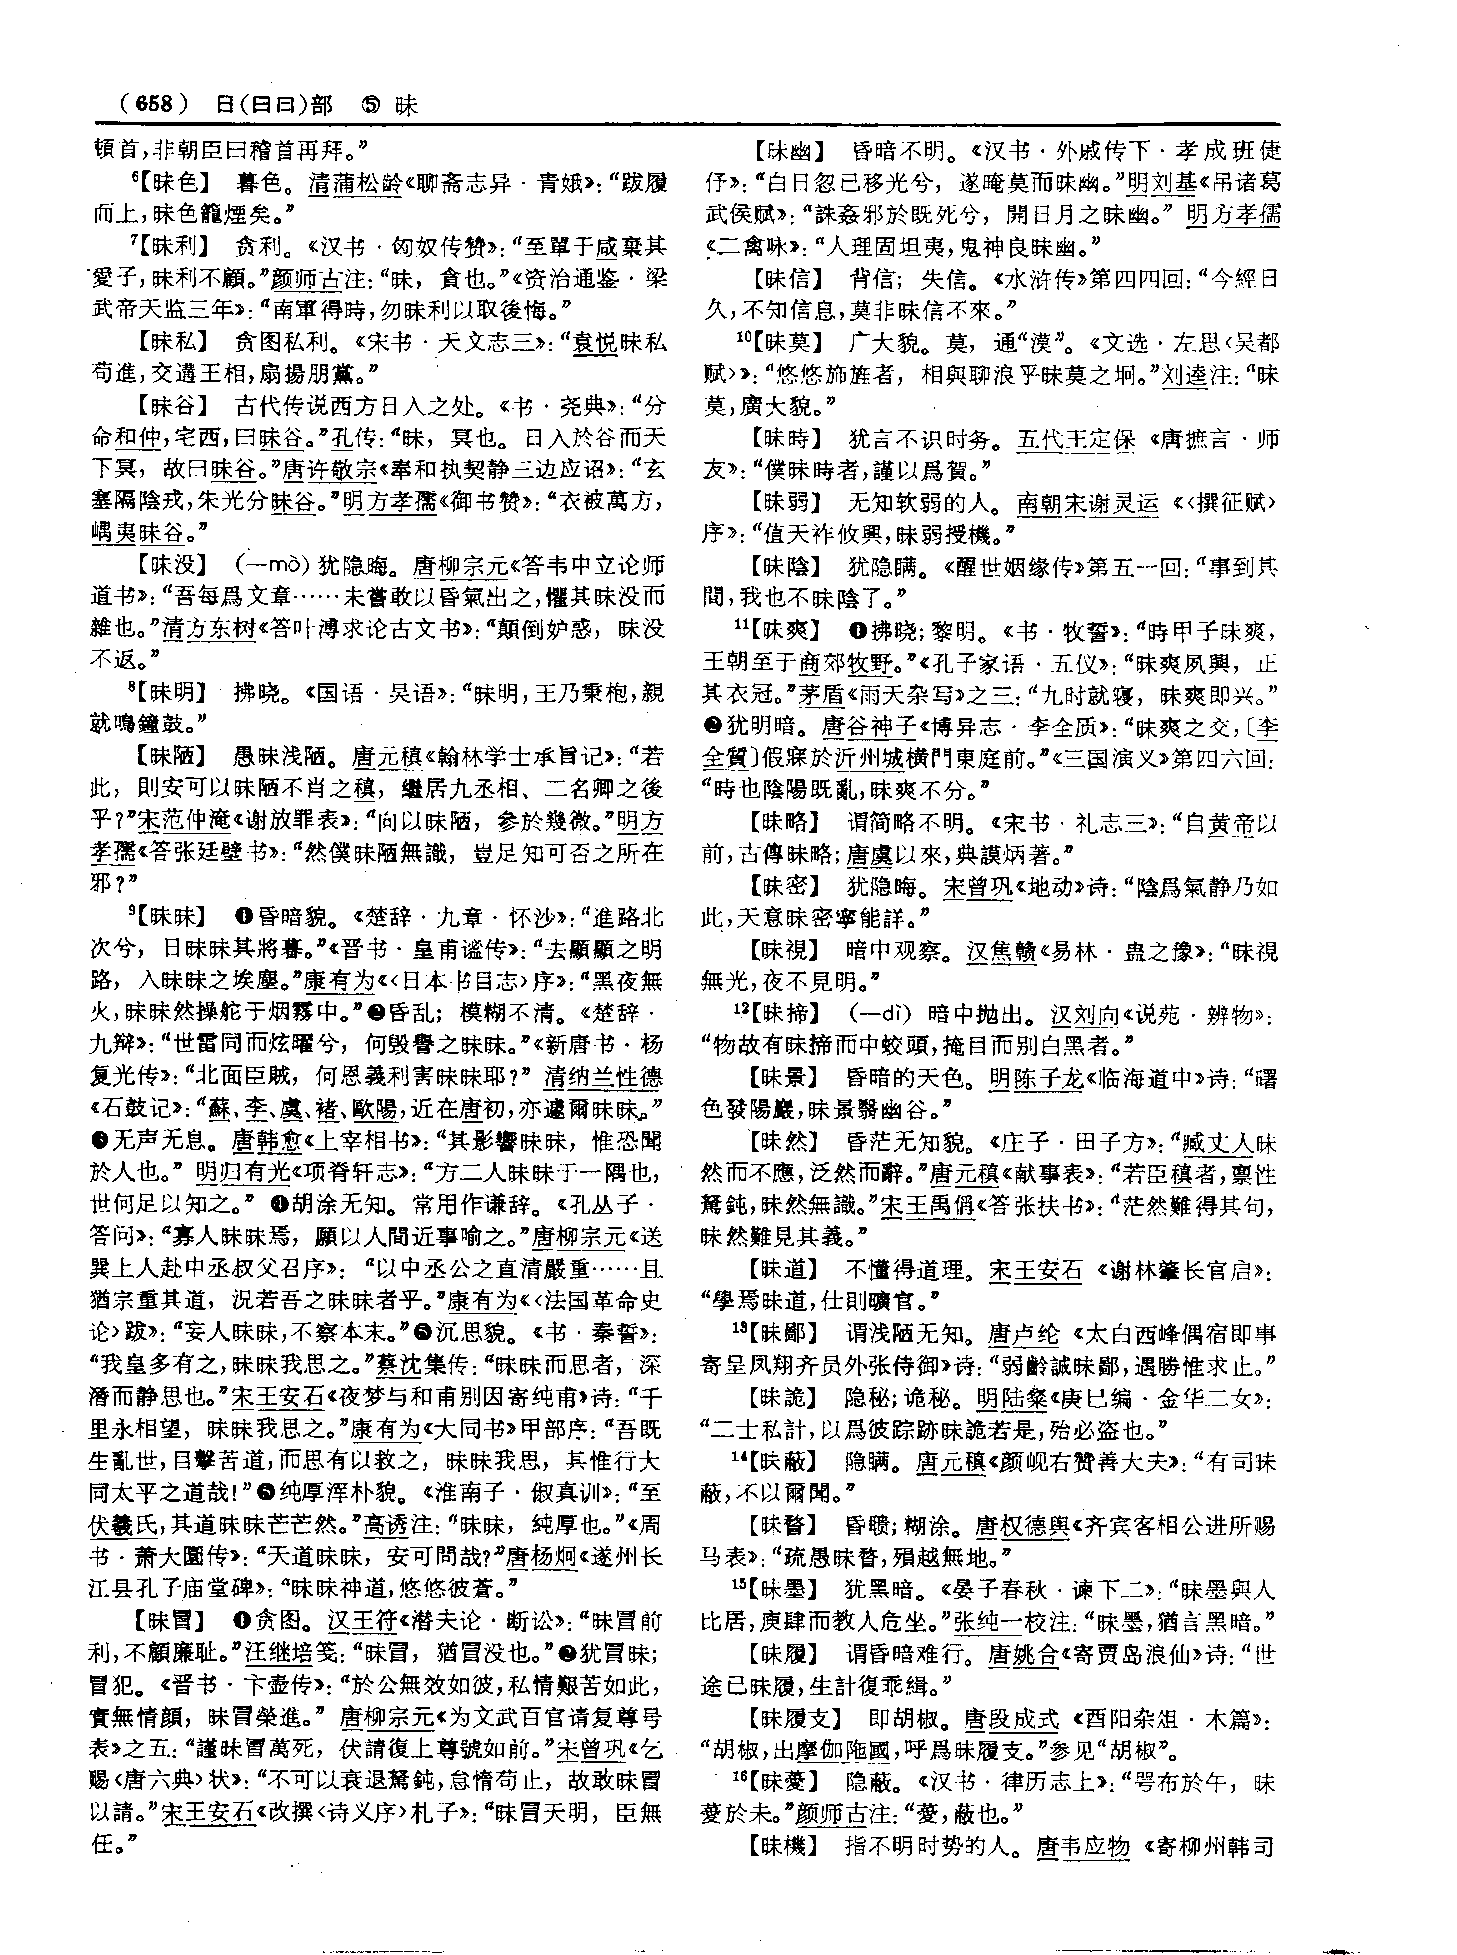 (658) 日(日曰)部 ⑤ 昧
頓首,非朝臣曰稽首再拜。”
⁶【昧色】 暮色。清蒲松龄《聊斋志异·青娥》:“跋履
而上,昧色籠煙矣。”
⁷【昧利】 贪利。《汉书·匈奴传赞》:“至單于咸棄其
愛子,昧利不顧。”颜师古注:“昧,貪也。”《资治通鉴·梁
武帝天监三年》:“南軍得時,勿昧利以取後悔。”
【昧私】 贪图私利。《宋书·天文志三》:“袁悦昧私
苟進,交遘王相,扇揚朋黨。”
【昧谷】 古代传说西方日入之处。《书·尧典》:“分
命和仲,宅西,曰昧谷。”孔传:“昧,冥也。日入於谷而天
下冥,故曰昧谷。”唐许敬宗《奉和执契静三边应诏》:“玄
塞隔陰戎,朱光分昧谷。”明方孝孺《御书赞》:“衣被萬方,
嵎夷昧谷。”
【昧没】 (—mò)犹隐晦。唐柳宗元《答韦中立论师
道书》:“吾每爲文章……未嘗敢以昏氣出之,懼其昧没而
雜也。”清方东树《答叶溥求论古文书》:“顛倒妒惑,昧没
不返。”
⁸【昧明】 拂晓。《国语·吴语》:“昧明,王乃秉枹,親
就鳴鐘鼓。”
【昧陋】 愚昧浅陋。唐元稹《翰林学士承旨记》:“若
此,則安可以昧陋不肖之稹,繼居九丞相、二名卿之後
乎?”宋范仲淹《谢放罪表》:“向以昧陋,參於幾微。”明方
孝孺《答张廷璧书》:“然僕昧陋無識,豈足知可否之所在
邪?”
⁹【昧昧】 ❶昏暗貌。《楚辞·九章·怀沙》:“進路北
次兮,日昧昧其將暮。”《晋书·皇甫谧传》:“去顯顯之明
路,入昧昧之埃塵。”康有为《〈日本书目志〉序》:“黑夜無
火,昧昧然操舵于烟霧中。”❷昏乱;模糊不清。《楚辞·
九辩》:“世雷同而炫曜兮,何毁譽之昧昧。”《新唐书·杨
复光传》:“北面臣賊,何恩義利害昧昧耶?”清纳兰性德
《石鼓记》:“蘇、李、虞、褚、歐陽,近在唐初,亦遽爾昧昧。”
❸无声无息。唐韩愈《上宰相书》:“其影響昧昧,惟恐聞
於人也。”明归有光《项脊轩志》:“方二人昧昧于一隅也,
世何足以知之。”❹胡涂无知。常用作谦辞。《孔丛子·
答问》:“寡人昧昧焉,願以人間近事喻之。”唐柳宗元《送
巽上人赴中丞叔父召序》:“以中丞公之直清嚴重……且
猶宗重其道,況若吾之昧昧者乎。”康有为《〈法国革命史
论〉跋》:“妄人昧昧,不察本末。”❺沉思貌。《书·秦誓》:
“我皇多有之,昧昧我思之。”蔡沈集传:“昧昧而思者,深
潛而静思也。”宋王安石《夜梦与和甫别因寄纯甫》诗:“千
里永相望,昧昧我思之。”康有为《大同书》甲部序:“吾既
生亂世,目擊苦道,而思有以救之,昧昧我思,其惟行大
同太平之道哉!”❻纯厚浑朴貌。《淮南子·俶真训》:“至
伏羲氏,其道昧昧芒芒然。”高诱注:“昧昧,純厚也。”《周
书·萧大圜传》:“天道昧昧,安可問哉?”唐杨炯《遂州长
江县孔子庙堂碑》:“昧昧神道,悠悠彼蒼。”
【昧冒】 ❶贪图。汉王符《潜夫论·断讼》:“昧冒前
利,不顧廉耻。”汪继培笺:“昧冒,猶冒没也。”❷犹冒昧;
冒犯。《晋书·卞壶传》:“於公無效如彼,私情艱苦如此,
實無情顔,昧冒榮進。”唐柳宗元《为文武百官请复尊号
表》之五:“謹昧冒萬死,伏請復上尊號如前。”宋曾巩《乞
赐〈唐六典〉状》:“不可以衰退駑鈍,怠惰苟止,故敢昧冒
以請。”宋王安石《改撰〈诗义序〉札子》:“昧冒天明,臣無
任。”
【昧幽】 昏暗不明。《汉书·外戚传下·孝成班倢
伃》:“白日忽已移光兮,遂晻莫而昧幽。”明刘基《吊诸葛
武侯赋》:“誅姦邪於既死兮,開日月之昧幽。”明方孝孺
《二禽咏》:“人理固坦夷,鬼神良昧幽。”
【昧信】 背信;失信。《水浒传》第四四回:“今經日
久,不知信息,莫非昧信不來。”
¹⁰【昧莫】 广大貌。莫,通“漠”。《文选·左思〈吴都
赋〉》:“悠悠斾旌者,相與聊浪乎昧莫之坰。”刘逵注:“昧
莫,廣大貌。”
【昧時】 犹言不识时务。五代王定保《唐摭言·师
友》:“僕昧時者,謹以爲賀。”
【昧弱】 无知软弱的人。南朝宋谢灵运《〈撰征赋〉
序》:“值天祚攸興,昧弱授機。”
【昧陰】 犹隐瞒。《醒世姻缘传》第五一回:“事到其
間,我也不昧陰了。”
¹¹【昧爽】 ❶拂晓;黎明。《书·牧誓》:“時甲子昧爽,
王朝至于商郊牧野。”《孔子家语·五仪》:“昧爽夙興,正
其衣冠。”茅盾《雨天杂写》之三:“九时就寝,昧爽即兴。”
❷犹明暗。唐谷神子《博异志·李全质》:“昧爽之交,〔李
全質〕假寐於沂州城横門東庭前。”《三国演义》第四六回:
“時也陰陽既亂,昧爽不分。”
【昧略】 谓简略不明。《宋书·礼志三》:“自黄帝以
前,古傳昧略;唐虞以來,典謨炳著。”
【昧密】 犹隐晦。宋曾巩《地动》诗:“陰爲氣静乃如
此,天意昧密寧能詳。”
【昧視】 暗中观察。汉焦赣《易林·蛊之豫》:“昧視
無光,夜不見明。”
¹²【昧揥】 (—dì)暗中抛出。汉刘向《说苑·辨物》:
“物故有昧揥而中蛟頭,掩目而别白黑者。”
【昧景】 昏暗的天色。明陈子龙《临海道中》诗:“曙
色發陽巖,昧景翳幽谷。”
【昧然】 昏茫无知貌。《庄子·田子方》:“臧丈人昧
然而不應,泛然而辭。”唐元稹《献事表》:“若臣稹者,禀性
駑鈍,昧然無識。”宋王禹偁《答张扶书》:“茫然難得其句,
昧然難見其義。”
【昧道】 不懂得道理。宋王安石《谢林肇长官启》:
“學焉昧道,仕則曠官。”
¹³【昧鄙】 谓浅陋无知。唐卢纶《太白西峰偶宿即事
寄呈凤翔齐员外张侍御》诗:“弱齡誠昧鄙,遇勝惟求止。”
【昧詭】 隐秘;诡秘。明陆粲《庚巳编·金华二女》:
“二士私計,以爲彼踪跡昧詭若是,殆必盗也。”
¹⁴【昧蔽】 隐瞒。唐元稹《颜岘右赞善大夫》:“有司昧
蔽,不以爾聞。”
【昧瞀】 昏聩;糊涂。唐权德舆《齐宾客相公进所赐
马表》:“疏愚昧瞀,殞越無地。”
¹⁵【昧墨】 犹黑暗。《晏子春秋·谏下二》:“昧墨與人
比居,庾肆而教人危坐。”张纯一校注:“昧墨,猶言黑暗。”
【昧履】 谓昏暗难行。唐姚合《寄贾岛浪仙》诗:“世
途已昧履,生計復乖緝。”
【昧履支】 即胡椒。唐段成式《酉阳杂俎·木篇》:
“胡椒,出摩伽陁國,呼爲昧履支。”参见“胡椒”。
¹⁶【昧薆】 隐蔽。《汉书·律历志上》:“咢布於午,昧
薆於未。”颜师古注:“薆,蔽也。”
【昧機】 指不明时势的人。唐韦应物《寄柳州韩司